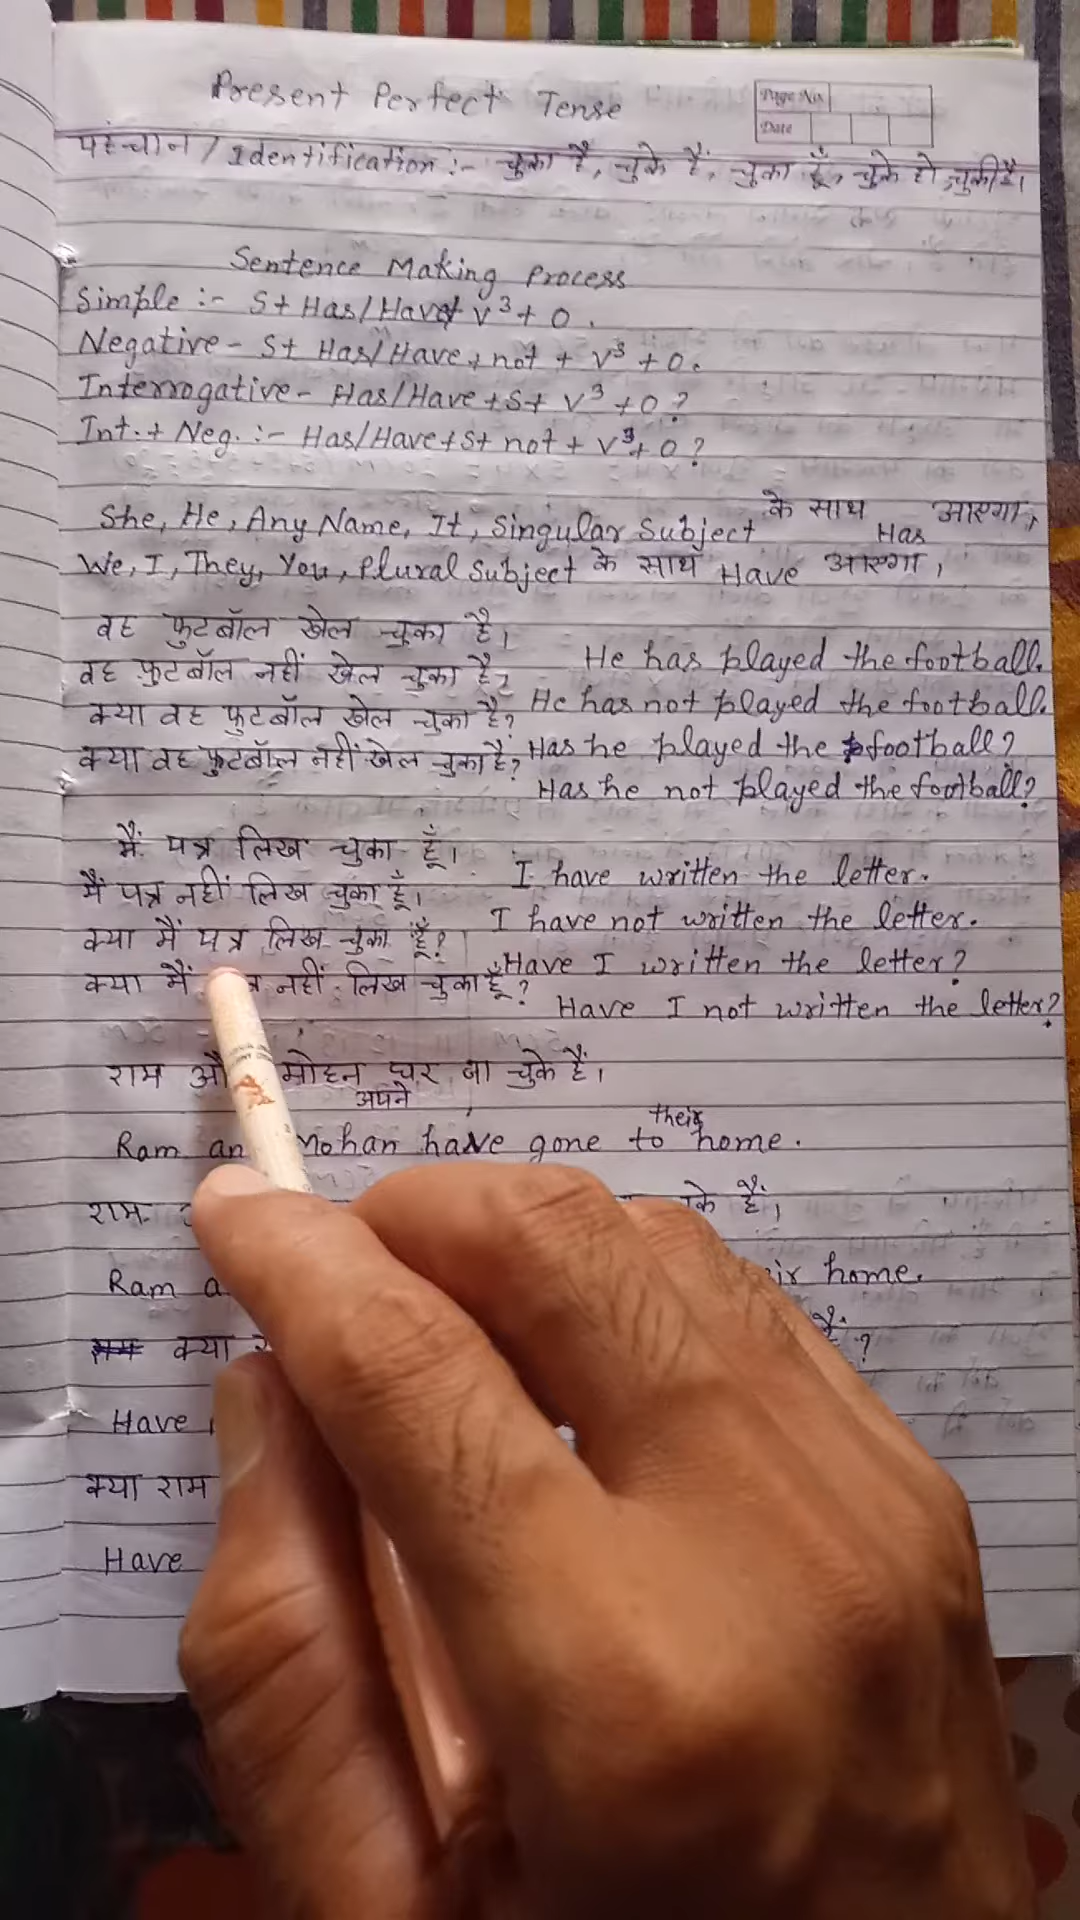 Present Perfect Tense
Page No.
Date
पहचान / Identification :- चुका है, चुके हैं, चुका हूँ, चुके हो, चुकी है।
Sentence Making Process
Simple :- S+ Has/Have+ V³+ O.
Negative - S+ Has/Have + not + V³ + O.
Interrogative - Has/Have +S+ V³ +O?
Int. + Neg. :- Has/Have+S+ not + V³+ O?
She, He, Any Name, It, Singular Subject के साथ Has आएगा,
We, I, They, You, Plural Subject के साथ Have आएगा,
वह फुटबॉल खेल चुका है।
वह फुटबॉल नहीं खेल चुका है? He has played the football.
क्या वह फुटबॉल खेल चुका है? He has not played the football.
क्या वह फुटबॉल नहीं खेल चुका है? Has he played the football?
Has he not played the football?
मैं पत्र लिख चुका हूँ।
मैं पत्र नहीं लिख चुका हूँ। I have written the letter.
क्या मैं पत्र लिख चुका हूँ? I have not written the letter.
क्या मैं नहीं लिख चुका हूँ? Have I written the letter?
Have I not written the letter?
राम मोहन घर जा चुके हैं।
अपने
their
Ram Mohan have gone to home.
राम हैं।
Ram home.
क्या ?
Have
क्या राम
Have